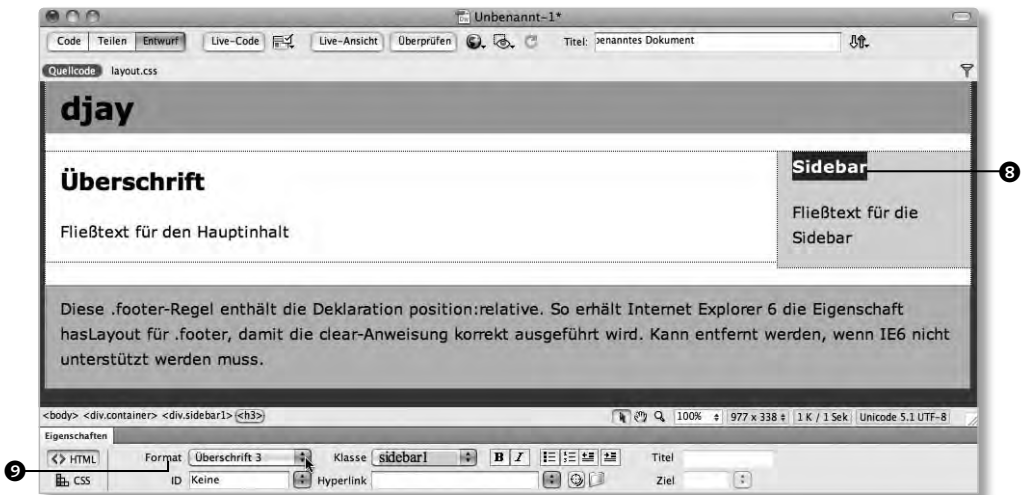 Unbenannt-1*
Code Teilen Entwurf Live-Code Live-Ansicht Überprüfen Titel: benanntes Dokument
Quellcode layout.css
djay
Überschrift
Fließtext für den Hauptinhalt
Sidebar
8
Fließtext für die
Sidebar
Diese .footer-Regel enthält die Deklaration position:relative. So erhält Internet Explorer 6 die Eigenschaft
hasLayout für .footer, damit die clear-Anweisung korrekt ausgeführt wird. Kann entfernt werden, wenn IE6 nicht
unterstützt werden muss.
<body> <div.container> <div.sidebar1> <h3> 100% 977 x 338 1 K / 1 Sek Unicode 5.1 UTF-8
Eigenschaften
9
<> HTML Format Überschrift 3 Klasse sidebar1 B I Titel
CSS ID Keine Hyperlink Ziel